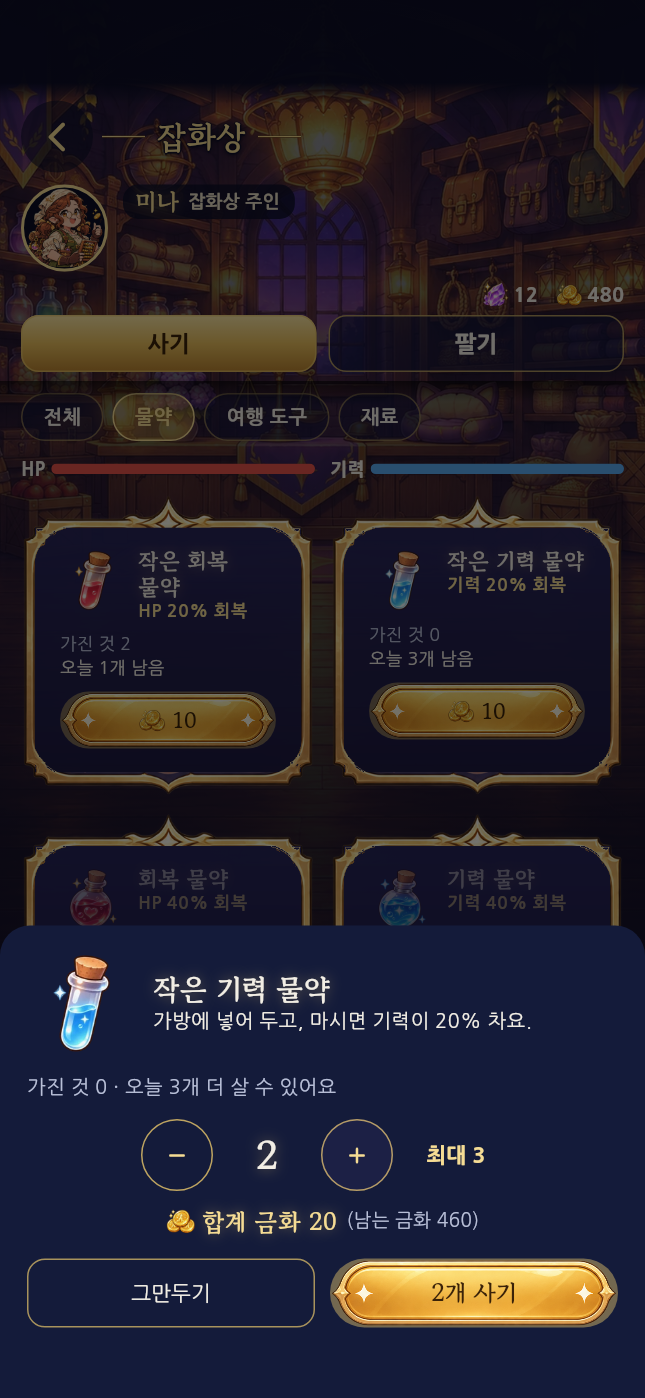 잡화상
미나 잡화상 주인
12 480
사기 팔기
전체 물약 여행 도구 재료
HP 기력
작은 회복
물약
HP 20% 회복
가진 것 2
오늘 1개 남음
10
작은 기력 물약
기력 20% 회복
가진 것 0
오늘 3개 남음
10
회복 물약
HP 40% 회복
기력 물약
기력 40% 회복
작은 기력 물약
가방에 넣어 두고, 마시면 기력이 20% 차요.
가진 것 0 · 오늘 3개 더 살 수 있어요
− 2 + 최대 3
합계 금화 20 (남는 금화 460)
그만두기 2개 사기